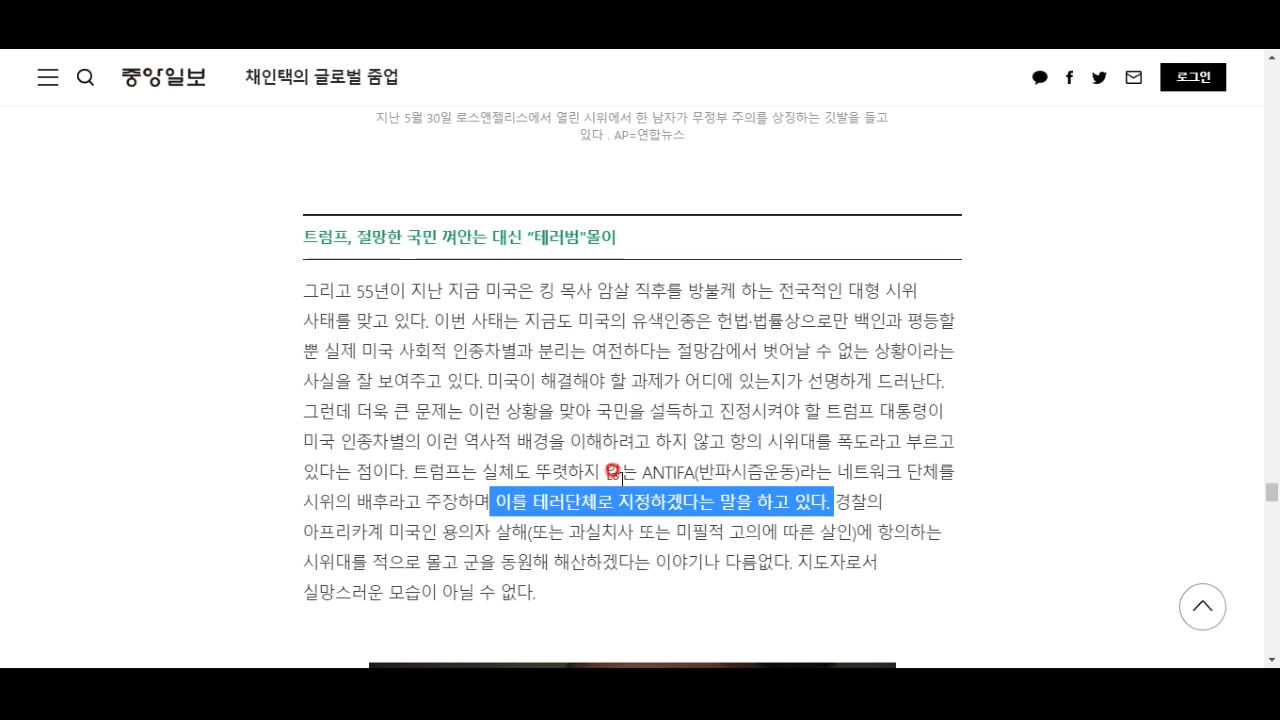 중앙일보 채인택의 글로벌 줌업 로그인
지난 5월 30일 로스앤젤리스에서 열린 시위에서 한 남자가 무정부 주의를 상징하는 깃발을 들고
있다 . AP=연합뉴스
트럼프, 절망한 국민 껴안는 대신 “테러범"몰이
그리고 55년이 지난 지금 미국은 킹 목사 암살 직후를 방불케 하는 전국적인 대형 시위
사태를 맞고 있다. 이번 사태는 지금도 미국의 유색인종은 헌법·법률상으로만 백인과 평등할
뿐 실제 미국 사회적 인종차별과 분리는 여전하다는 절망감에서 벗어날 수 없는 상황이라는
사실을 잘 보여주고 있다. 미국이 해결해야 할 과제가 어디에 있는지가 선명하게 드러난다.
그런데 더욱 큰 문제는 이런 상황을 맞아 국민을 설득하고 진정시켜야 할 트럼프 대통령이
미국 인종차별의 이런 역사적 배경을 이해하려고 하지 않고 항의 시위대를 폭도라고 부르고
있다는 점이다. 트럼프는 실체도 뚜렷하지 않는 ANTIFA(반파시즘운동)라는 네트워크 단체를
시위의 배후라고 주장하며 이를 테러단체로 지정하겠다는 말을 하고 있다. 경찰의
아프리카계 미국인 용의자 살해(또는 과실치사 또는 미필적 고의에 따른 살인)에 항의하는
시위대를 적으로 몰고 군을 동원해 해산하겠다는 이야기나 다름없다. 지도자로서
실망스러운 모습이 아닐 수 없다.